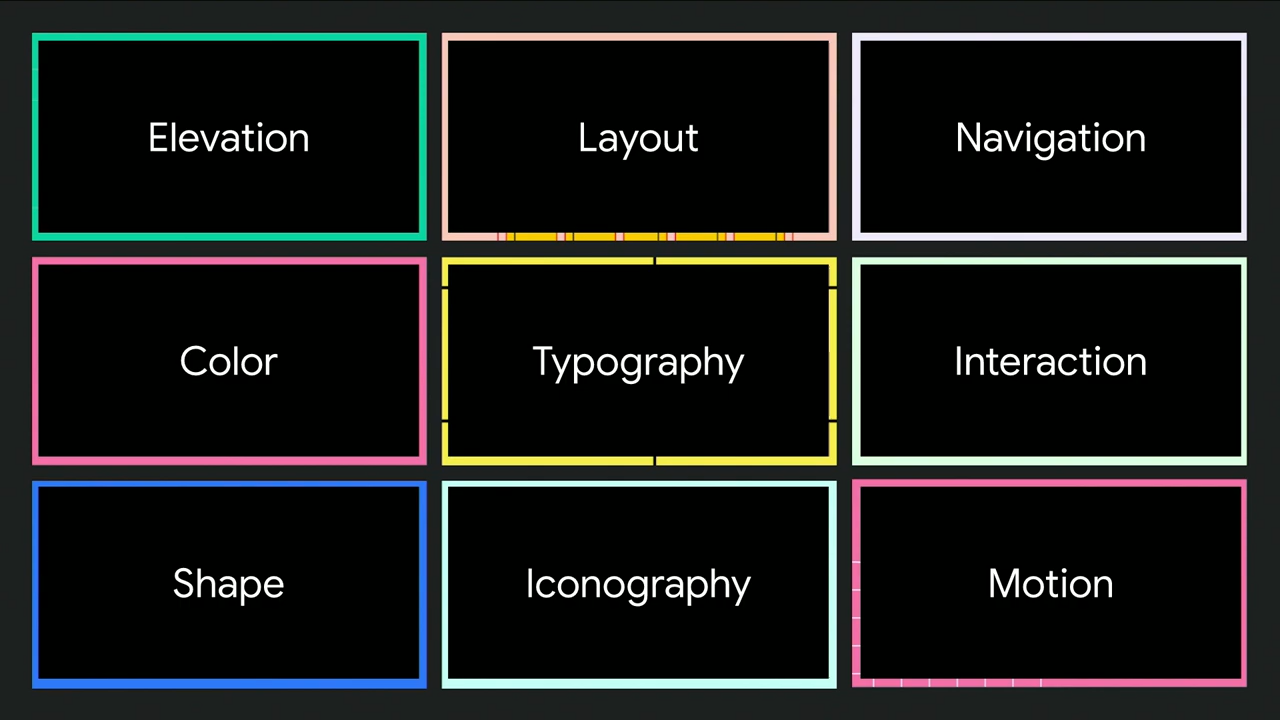 Elevation
Layout
Navigation
Color
Typography
Interaction
Shape
Iconography
Motion